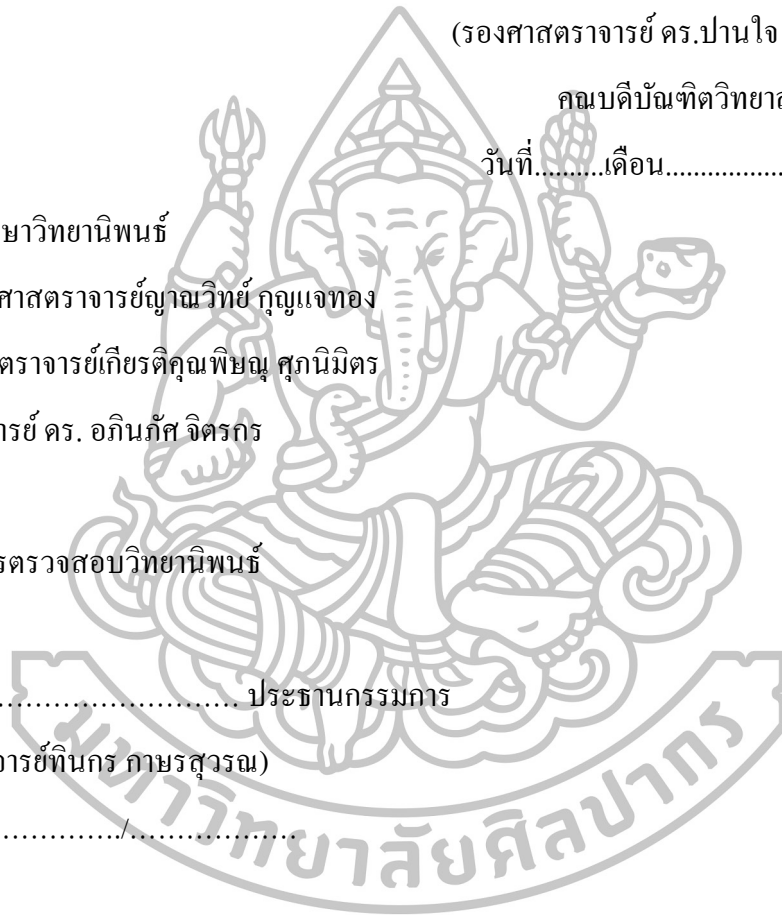 (รองศาสตราจารย์ ดร.ปานใจ
คณบดีบัณฑิตวิทยาล
วันที่..........เดือน..................
ษาวิทยานิพนธ์
ศาสตราจารย์ญาณวิทย์ กุญแจทอง
ตราจารย์เกียรติคุณพิษณุ ศุภนิมิตร
ารย์ ดร. อภินภัศ จิตรกร
รตรวจสอบวิทยานิพนธ์
................................ ประธานกรรมการ
ารย์ทินกร กาษรสุวรณ)
................/....................
มหาวิทยาลัยศิลปากร